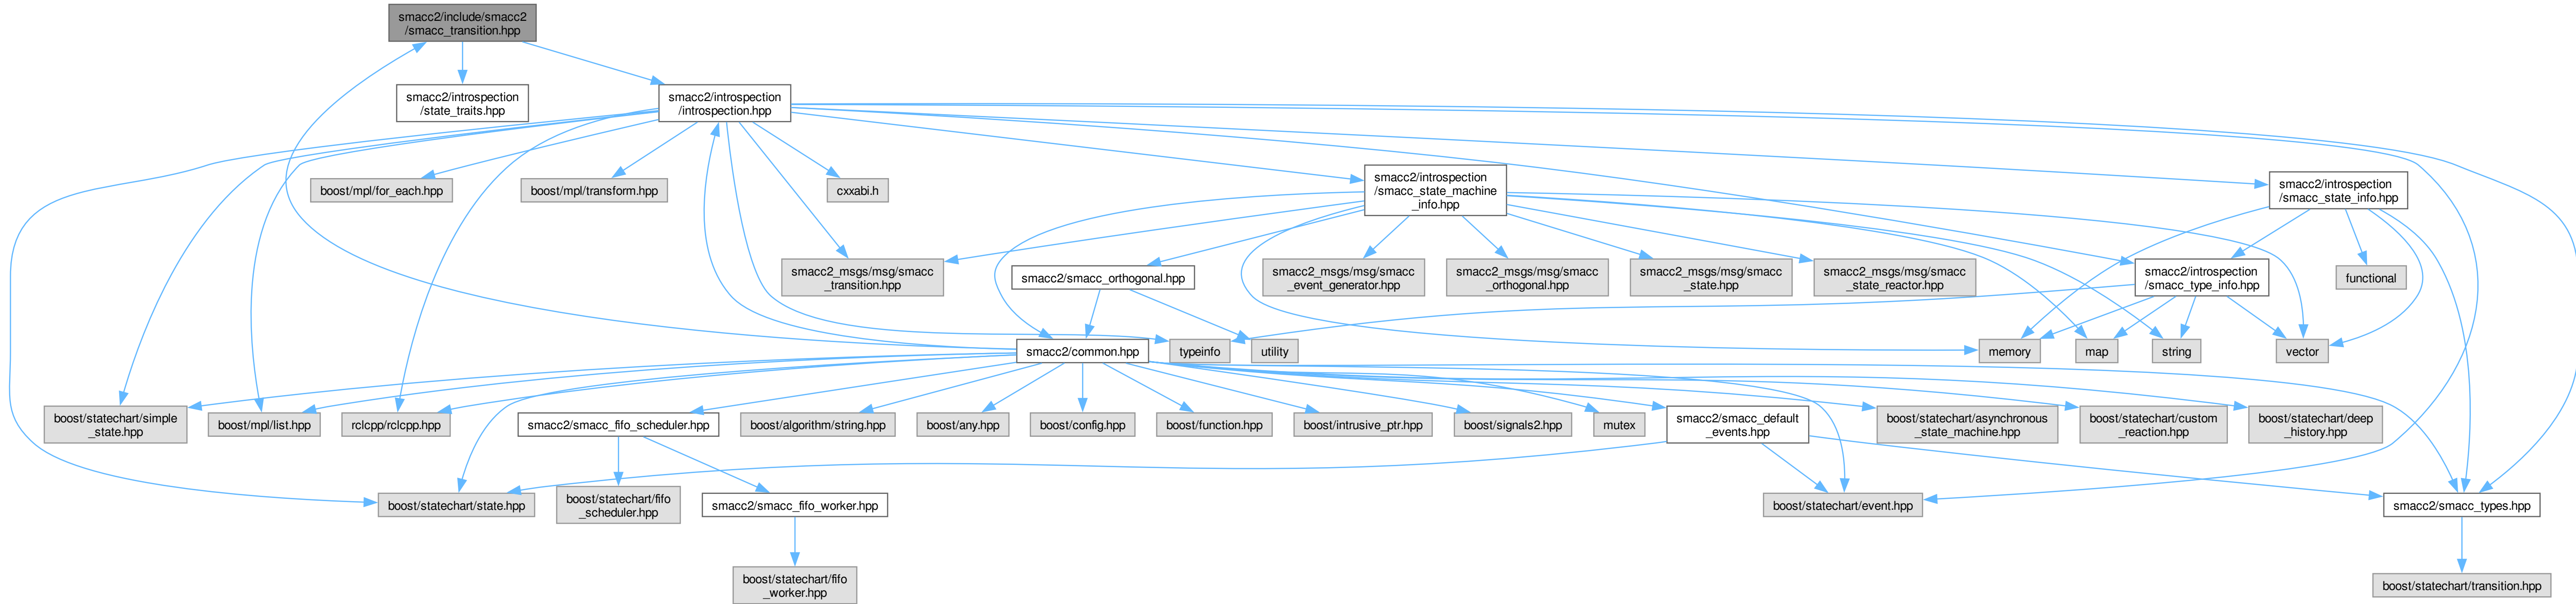 smacc2/include/smacc2
/smacc_transition.hpp
smacc2/introspection
/state_traits.hpp
smacc2/introspection
/introspection.hpp
boost/mpl/for_each.hpp
boost/mpl/transform.hpp
cxxabi.h
smacc2/introspection
/smacc_state_machine
_info.hpp
smacc2/introspection
/smacc_state_info.hpp
smacc2_msgs/msg/smacc
_transition.hpp
smacc2/smacc_orthogonal.hpp
smacc2_msgs/msg/smacc
_event_generator.hpp
smacc2_msgs/msg/smacc
_orthogonal.hpp
smacc2_msgs/msg/smacc
_state.hpp
smacc2_msgs/msg/smacc
_state_reactor.hpp
smacc2/introspection
/smacc_type_info.hpp
functional
smacc2/common.hpp
typeinfo
utility
memory
map
string
vector
boost/statechart/simple
_state.hpp
boost/mpl/list.hpp
rclcpp/rclcpp.hpp
smacc2/smacc_fifo_scheduler.hpp
boost/algorithm/string.hpp
boost/any.hpp
boost/config.hpp
boost/function.hpp
boost/intrusive_ptr.hpp
boost/signals2.hpp
mutex
smacc2/smacc_default
_events.hpp
boost/statechart/asynchronous
_state_machine.hpp
boost/statechart/custom
_reaction.hpp
boost/statechart/deep
_history.hpp
boost/statechart/state.hpp
boost/statechart/fifo
_scheduler.hpp
smacc2/smacc_fifo_worker.hpp
boost/statechart/event.hpp
smacc2/smacc_types.hpp
boost/statechart/fifo
_worker.hpp
boost/statechart/transition.hpp